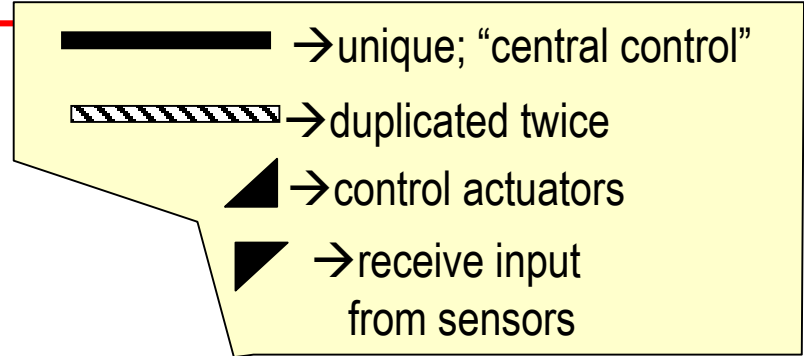 →unique; “central control”
→duplicated twice
→control actuators
→receive input
from sensors